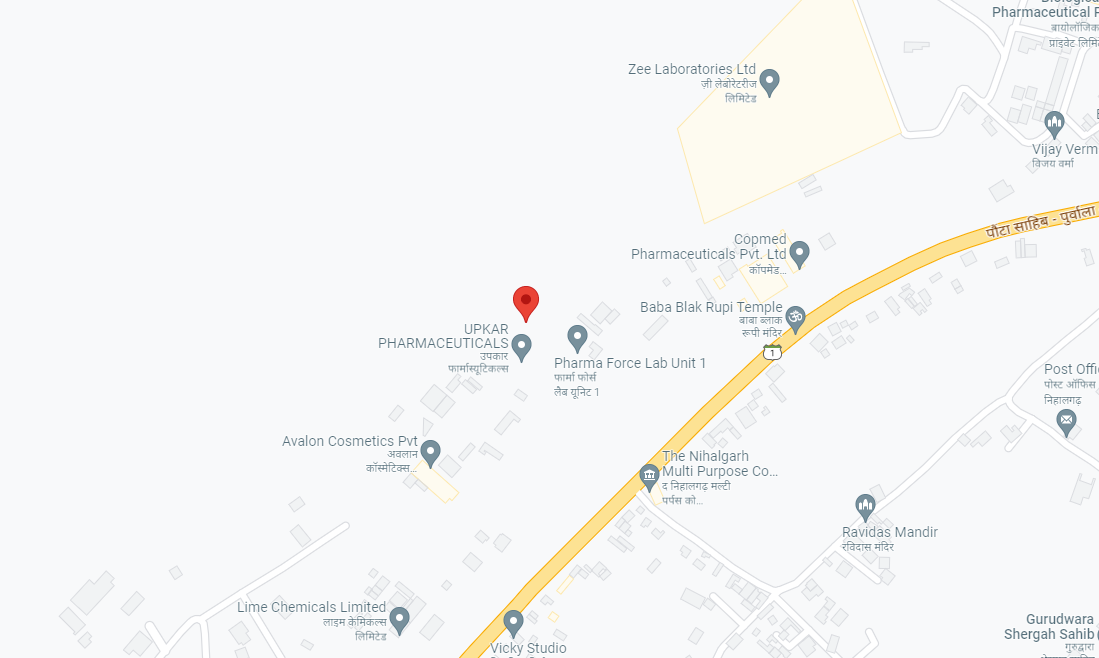 Pharmaceutical P
बायोलॉजिक
प्राइवेट लिमि
Zee Laboratories Ltd
ज़ी लेबोरेटरीज
लिमिटेड
Vijay Verm
विजय वर्मा
पौंटा साहिब - पुर्वाला
Copmed
Pharmaceuticals Pvt. Ltd
कॉपमेड...
Baba Blak Rupi Temple
बाबा ब्लाक
रूपी मंदिर
1
UPKAR
PHARMACEUTICALS
उपकार
फार्मास्यूटिकल्स
Pharma Force Lab Unit 1
फार्मा फोर्स
लैब यूनिट 1
Post Offi
पोस्ट ऑफिस
निहालगढ़
Avalon Cosmetics Pvt
अवलान
कॉस्मेटिक्स...
The Nihalgarh
Multi Purpose Co...
द निहालगढ़ मल्टी
पर्पस को...
Ravidas Mandir
रविदास मंदिर
Lime Chemicals Limited
लाइम केमिकल्स
लिमिटेड
Vicky Studio
Gurudwara
Shergah Sahib
गुरुद्वारा